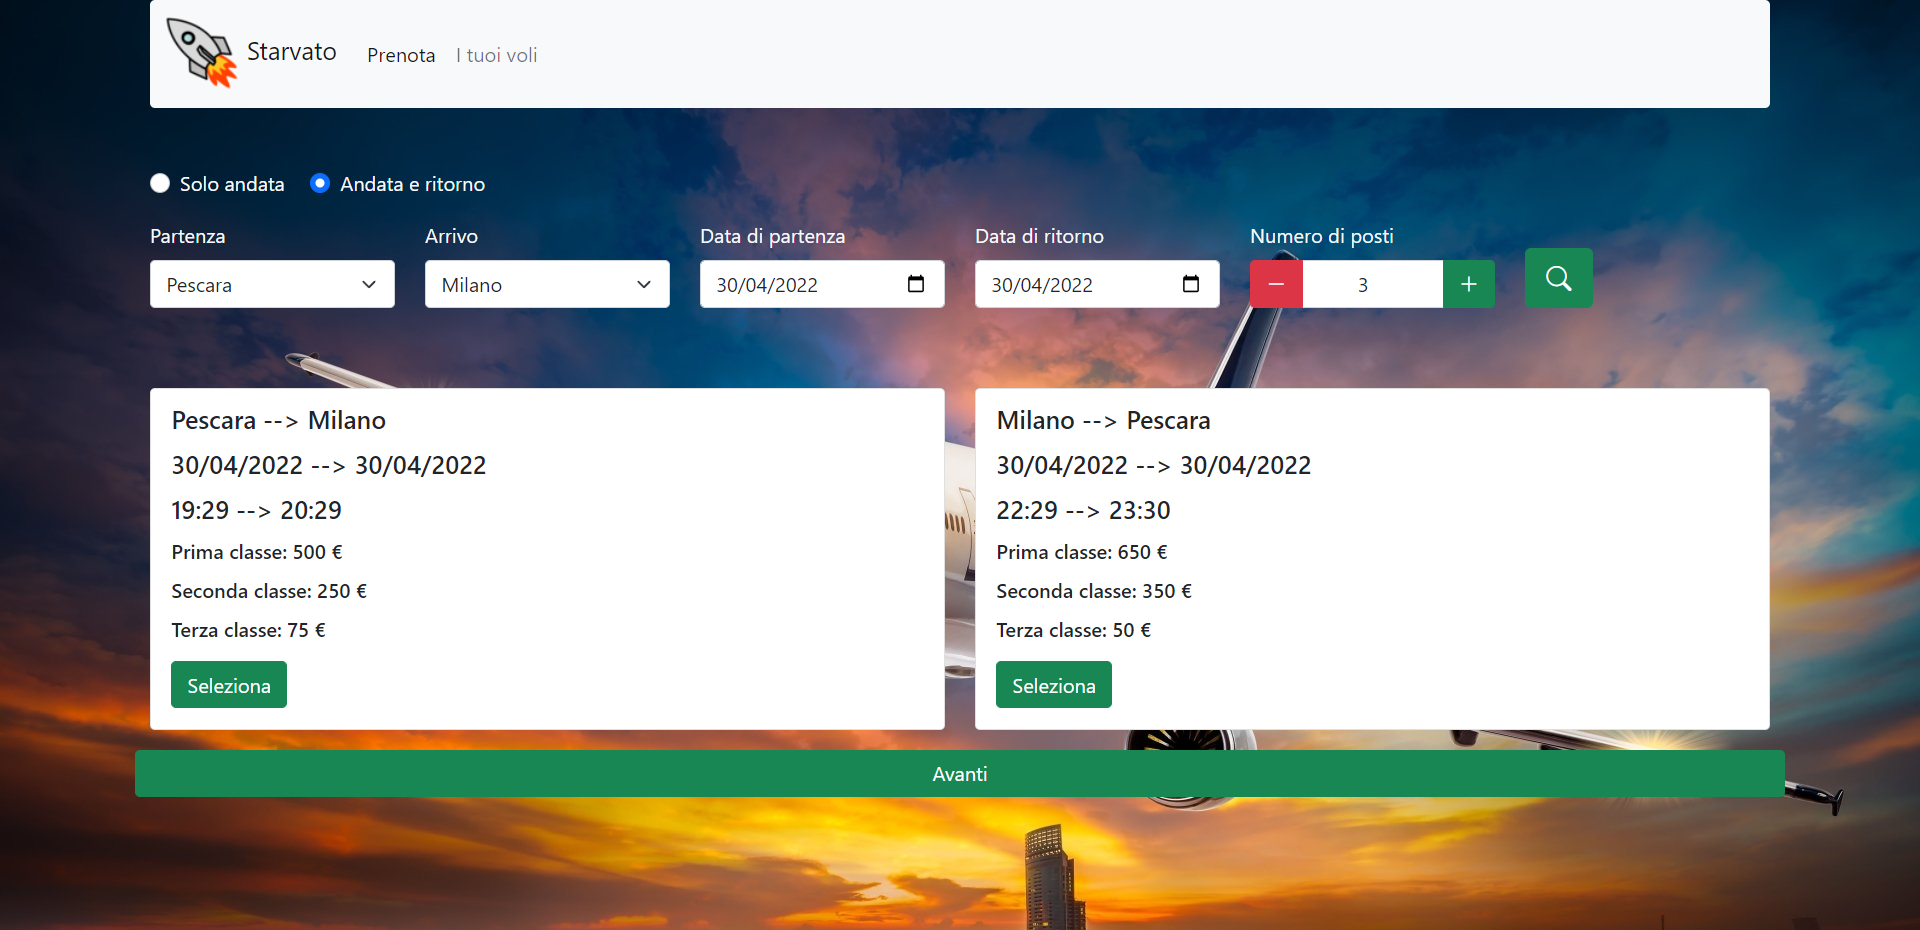 Starvato Prenota I tuoi voli
Solo andata Andata e ritorno
Partenza Arrivo Data di partenza Data di ritorno Numero di posti
Pescara Milano 30/04/2022 30/04/2022 − 3 +
Pescara --> Milano
30/04/2022 --> 30/04/2022
19:29 --> 20:29
Prima classe: 500 €
Seconda classe: 250 €
Terza classe: 75 €
Seleziona
Milano --> Pescara
30/04/2022 --> 30/04/2022
22:29 --> 23:30
Prima classe: 650 €
Seconda classe: 350 €
Terza classe: 50 €
Seleziona
Avanti